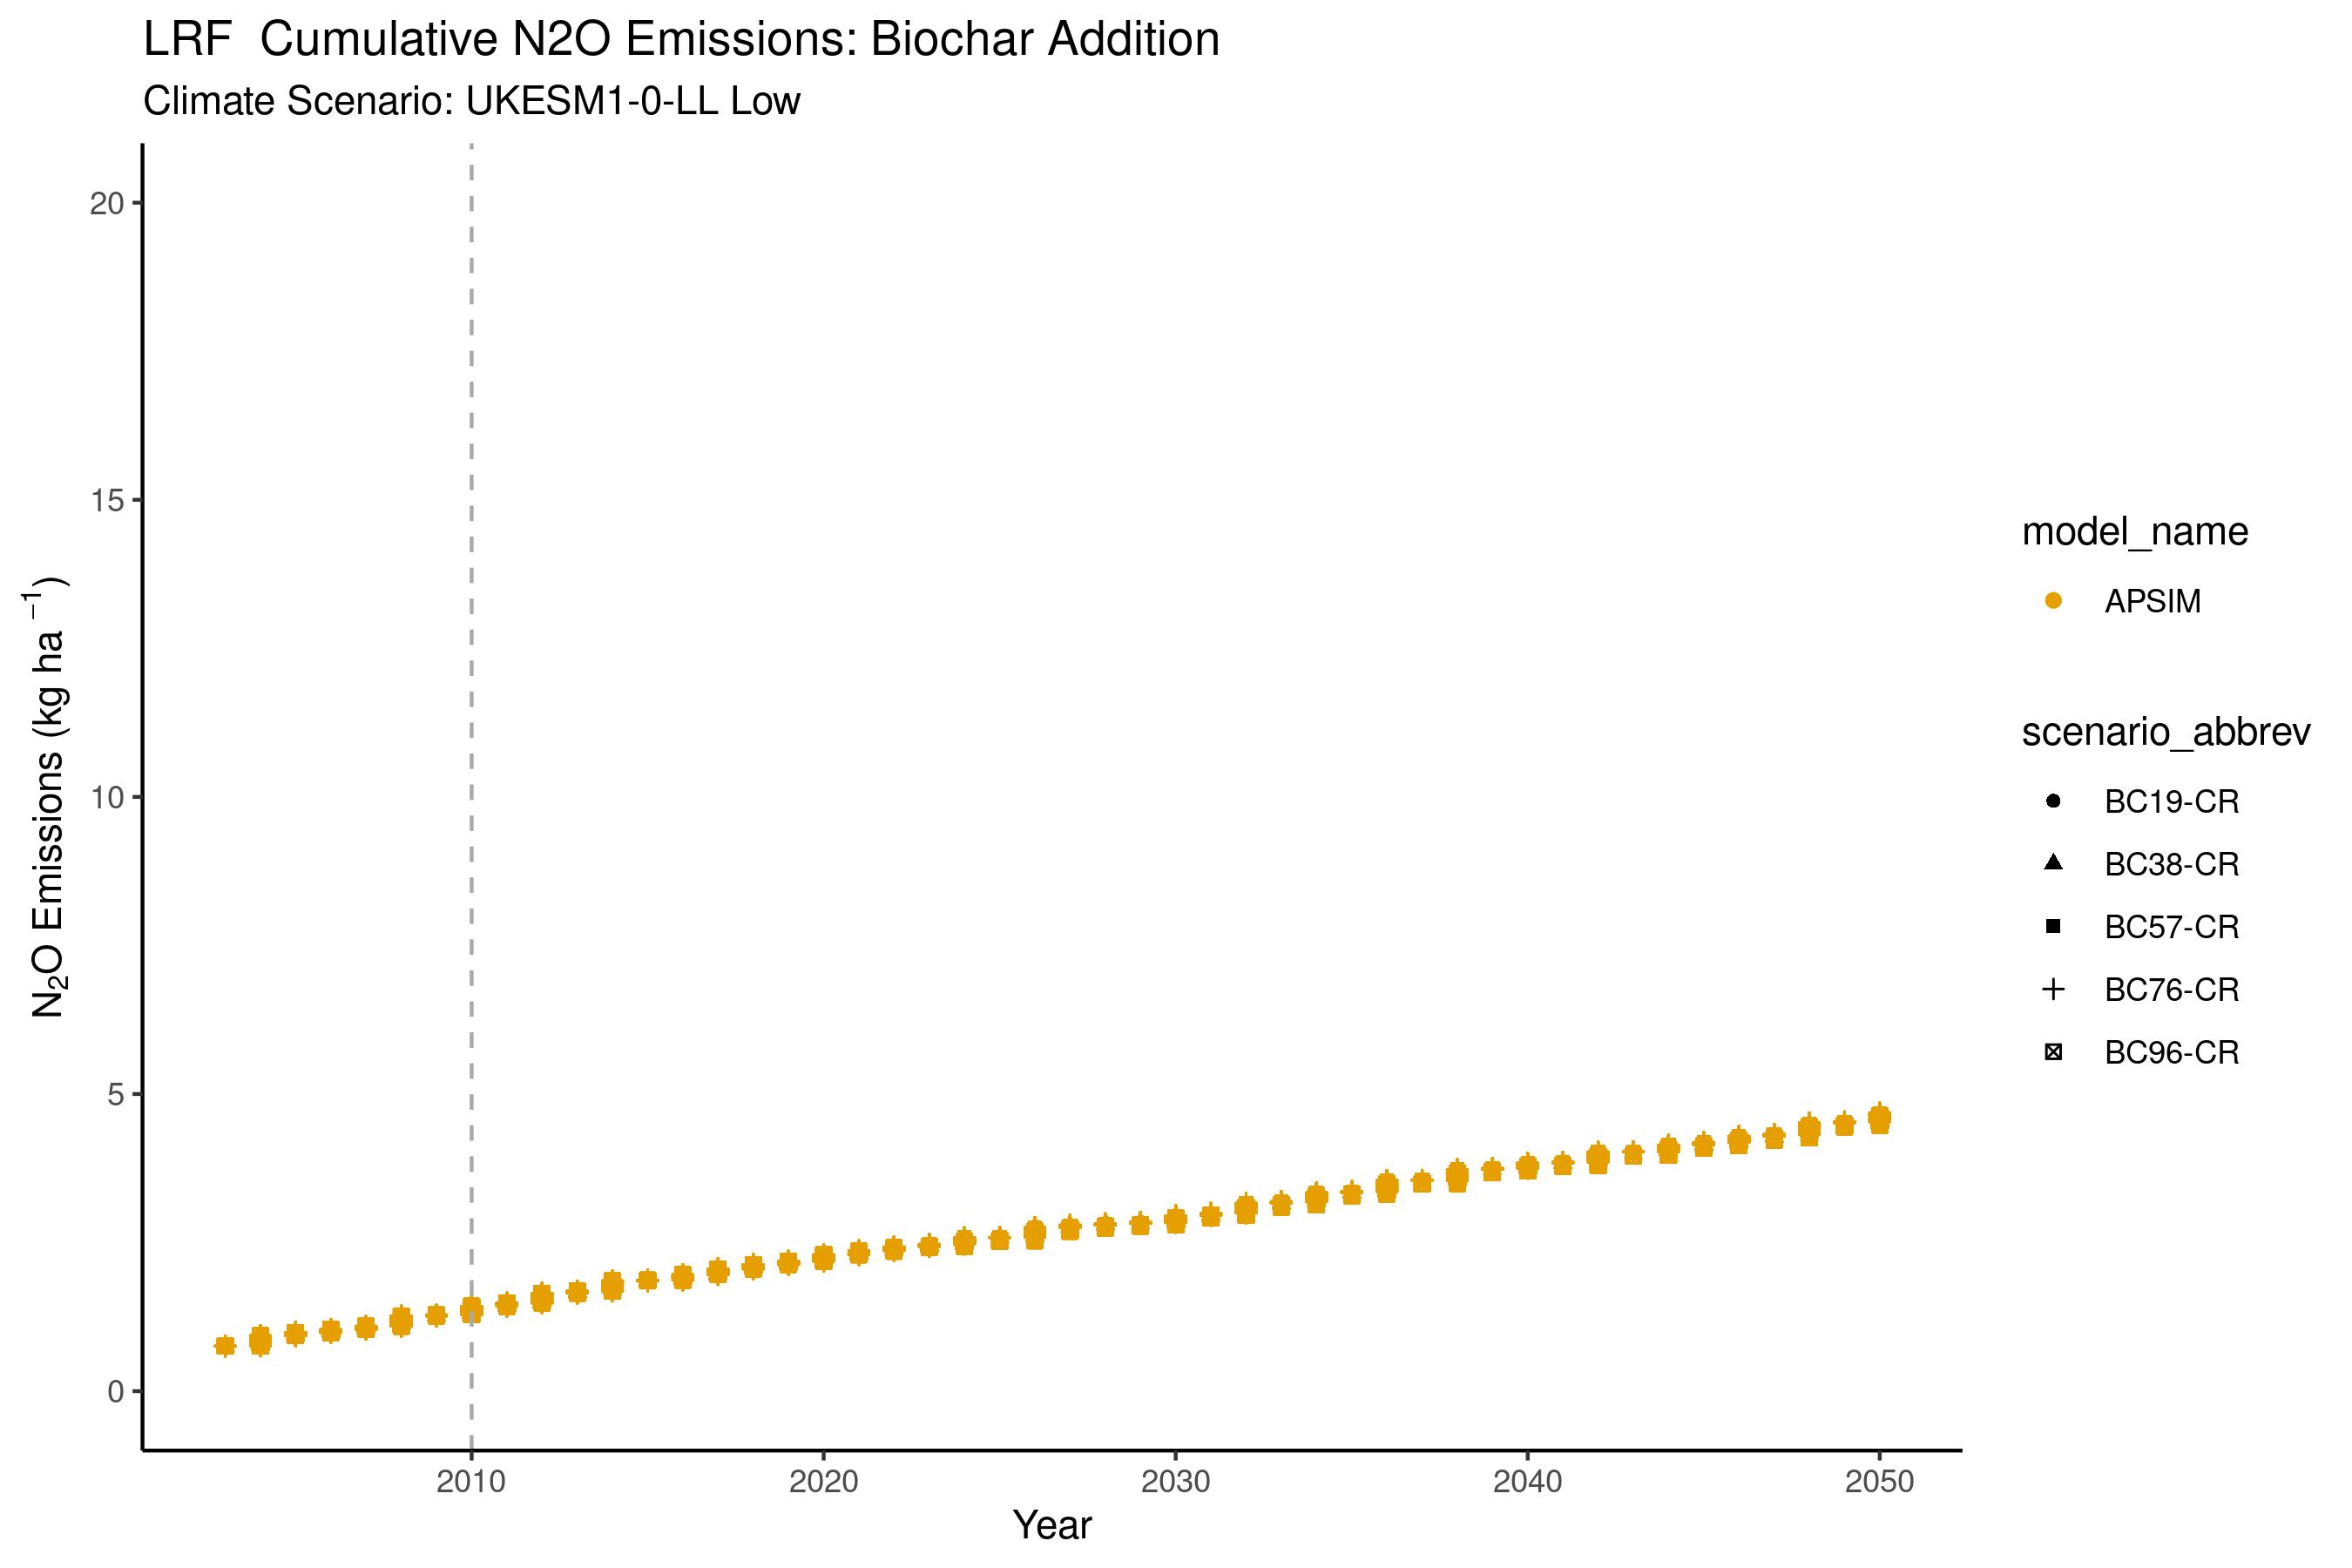 LRF  Cumulative N2O Emissions: Biochar Addition
Climate Scenario: UKESM1-0-LL Low
N₂O Emissions (kg ha⁻¹)
20
15
10
5
0
2010
2020
2030
2040
2050
Year
model_name
APSIM
scenario_abbrev
BC19-CR
BC38-CR
BC57-CR
BC76-CR
BC96-CR